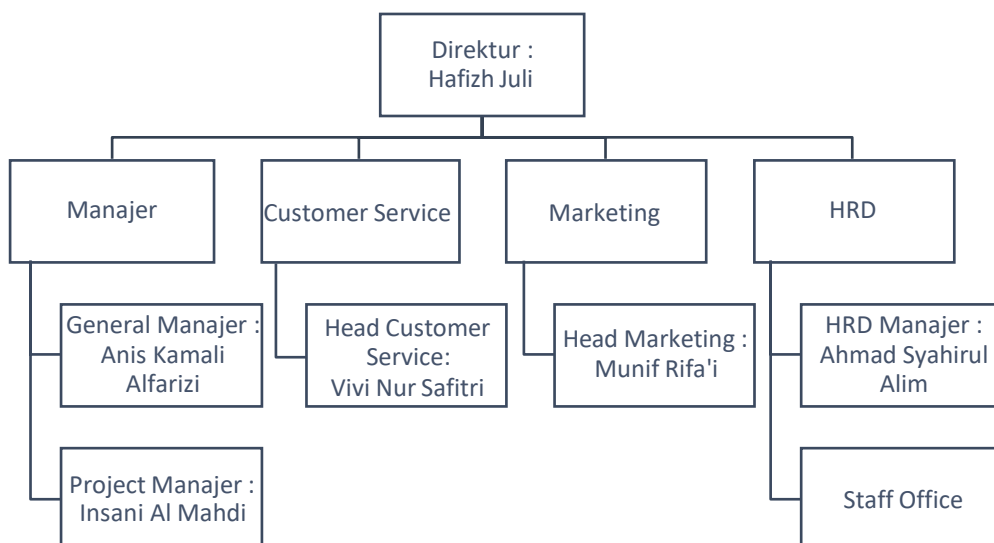 Direktur :
Hafizh Juli
Manajer
Customer Service
Marketing
HRD
General Manajer :
Anis Kamali
Alfarizi
Head Customer
Service:
Vivi Nur Safitri
Head Marketing :
Munif Rifa'i
HRD Manajer :
Ahmad Syahirul
Alim
Project Manajer :
Insani Al Mahdi
Staff Office